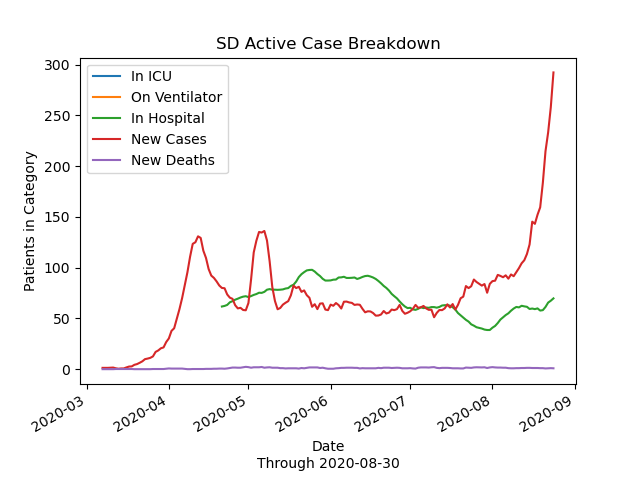 SD Active Case Breakdown
300
250
200
150
100
50
0
Patients in Category
In ICU
On Ventilator
In Hospital
New Cases
New Deaths
2020-03
2020-04
2020-05
2020-06
2020-07
2020-08
2020-09
Date
Through 2020-08-30